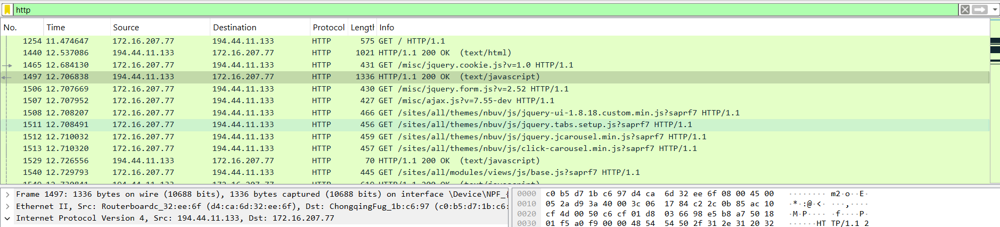 http
No. Time Source Destination Protocol Lengtl Info
1254 11.474647 172.16.207.77 194.44.11.133 HTTP 575 GET / HTTP/1.1
1440 12.537086 194.44.11.133 172.16.207.77 HTTP 1021 HTTP/1.1 200 OK (text/html)
1465 12.684130 172.16.207.77 194.44.11.133 HTTP 431 GET /misc/jquery.cookie.js?v=1.0 HTTP/1.1
1497 12.706838 194.44.11.133 172.16.207.77 HTTP 1336 HTTP/1.1 200 OK (text/javascript)
1506 12.707669 172.16.207.77 194.44.11.133 HTTP 430 GET /misc/jquery.form.js?v=2.52 HTTP/1.1
1507 12.707952 172.16.207.77 194.44.11.133 HTTP 427 GET /misc/ajax.js?v=7.55-dev HTTP/1.1
1508 12.708207 172.16.207.77 194.44.11.133 HTTP 466 GET /sites/all/themes/nbuv/js/jquery-ui-1.8.18.custom.min.js?saprf7 HTTP/1.1
1511 12.708491 172.16.207.77 194.44.11.133 HTTP 456 GET /sites/all/themes/nbuv/js/jquery.tabs.setup.js?saprf7 HTTP/1.1
1512 12.710032 172.16.207.77 194.44.11.133 HTTP 459 GET /sites/all/themes/nbuv/js/jquery.jcarousel.min.js?saprf7 HTTP/1.1
1513 12.710320 172.16.207.77 194.44.11.133 HTTP 457 GET /sites/all/themes/nbuv/js/click-carousel.min.js?saprf7 HTTP/1.1
1529 12.726556 194.44.11.133 172.16.207.77 HTTP 70 HTTP/1.1 200 OK (text/javascript)
1540 12.729793 172.16.207.77 194.44.11.133 HTTP 445 GET /sites/all/modules/views/js/base.js?saprf7 HTTP/1.1
Frame 1497: 1336 bytes on wire (10688 bits), 1336 bytes captured (10688 bits) on interface \Device\NPF_{
Ethernet II, Src: Routerboardc_32:ee:6f (d4:ca:6d:32:ee:6f), Dst: ChongqingFug_1b:c6:97 (c0:b5:d7:1b:c6:
Internet Protocol Version 4, Src: 194.44.11.133, Dst: 172.16.207.77
0000 c0 b5 d7 1b c6 97 d4 ca 6d 32 ee 6f 08 00 45 00 ········ m2·o··E·
0010 05 2a d9 3a 40 00 3c 06 17 84 c2 2c 0b 85 ac 10 ·*·:@·<· ···,····
0020 cf 4d 00 50 c6 cf 01 d8 03 66 98 e5 b8 a7 50 18 ·M·P···· ·f····P·
0030 01 f5 a0 f9 00 00 48 54 54 50 2f 31 2e 31 20 32 ······HT TP/1.1 2